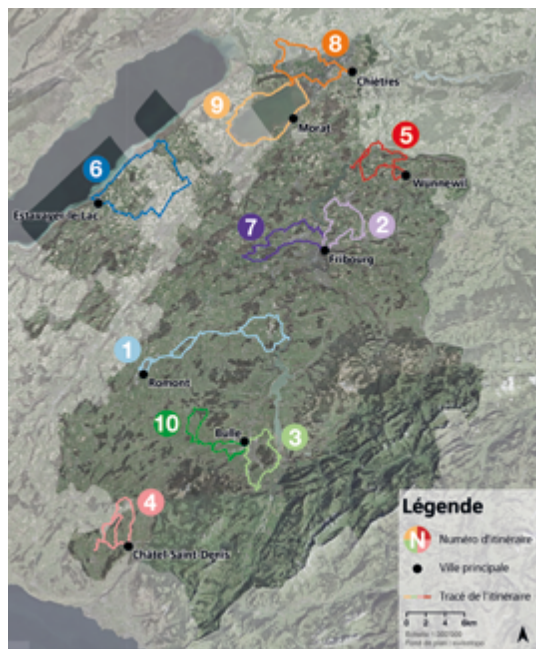 8
Chiètres
9
Morat
5
6
Wunnewil
Estavayer-le-Lac
7
2
Fribourg
1
Romont
10
Bulle
3
4
Châtel-Saint-Denis
Légende
N Numéro d'itinéraire
Ville principale
Tracé de l'itinéraire
0 2 4 6km